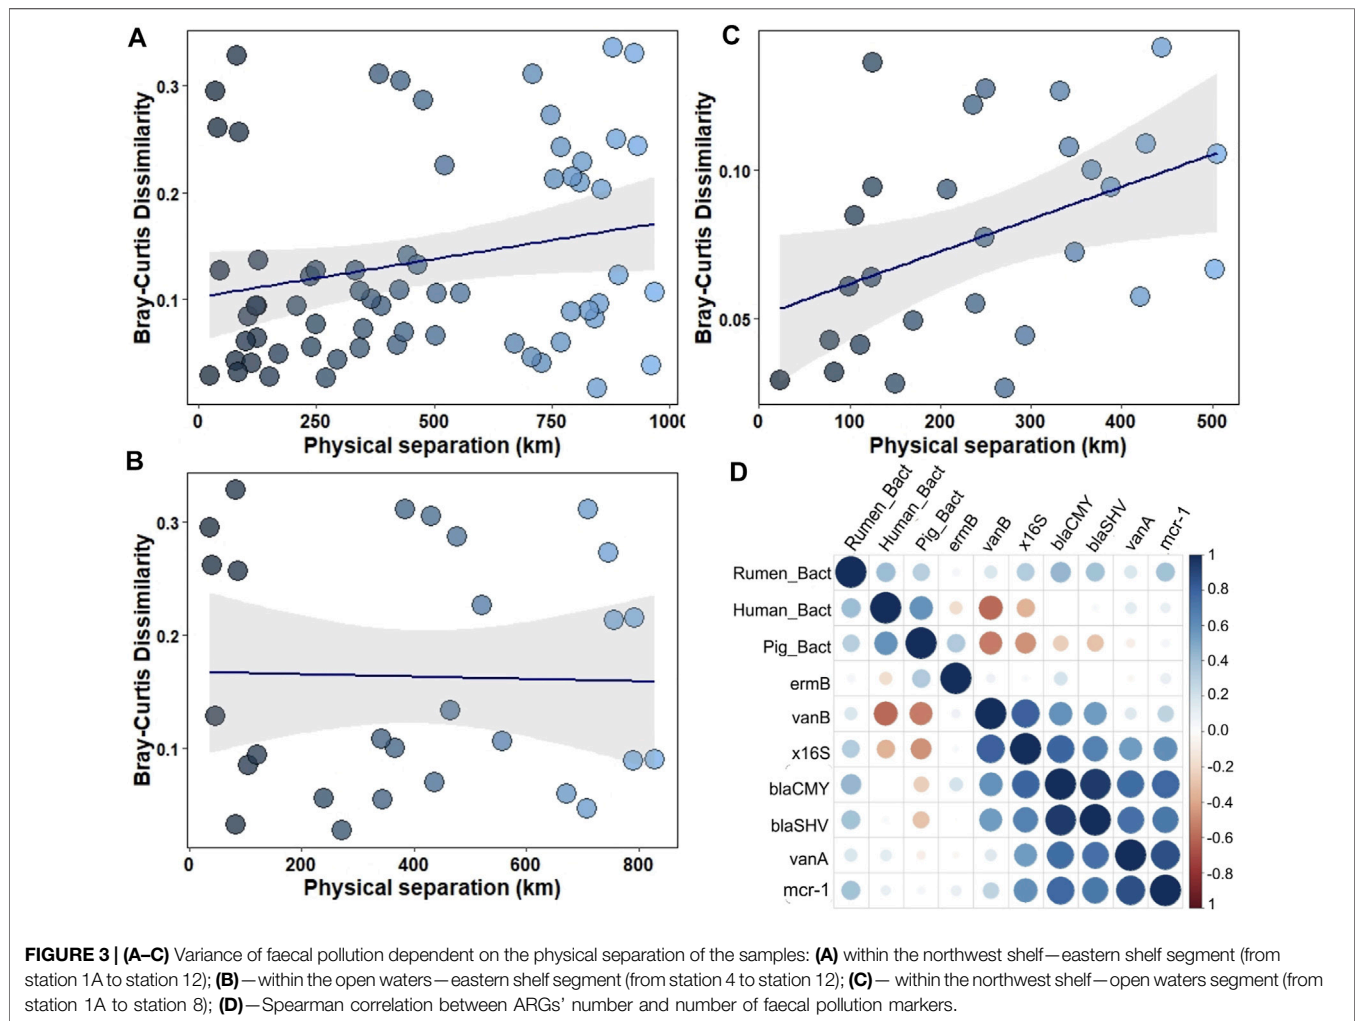 A
Bray-Curtis Dissimilarity
0.3
0.2
0.1
0 250 500 750 1000
Physical separation (km)
C
Bray-Curtis Dissimilarity
0.10
0.05
0 100 200 300 400 500
Physical separation (km)
B
Bray-Curtis Dissimilarity
0.3
0.2
0.1
0 200 400 600 800
Physical separation (km)
D
Rumen_Bact Human_Bact Pig_Bact ermB vanB x16S blaCMY blaSHV vanA mcr-1
Rumen_Bact
Human_Bact
Pig_Bact
ermB
vanB
x16S
blaCMY
blaSHV
vanA
mcr-1
1
0.8
0.6
0.4
0.2
0.0
-0.2
-0.4
-0.6
-0.8
1
FIGURE 3 | (A–C) Variance of faecal pollution dependent on the physical separation of the samples: (A) within the northwest shelf—eastern shelf segment (from
station 1A to station 12); (B)—within the open waters—eastern shelf segment (from station 4 to station 12); (C)— within the northwest shelf—open waters segment (from
station 1A to station 8); (D)—Spearman correlation between ARGs' number and number of faecal pollution markers.